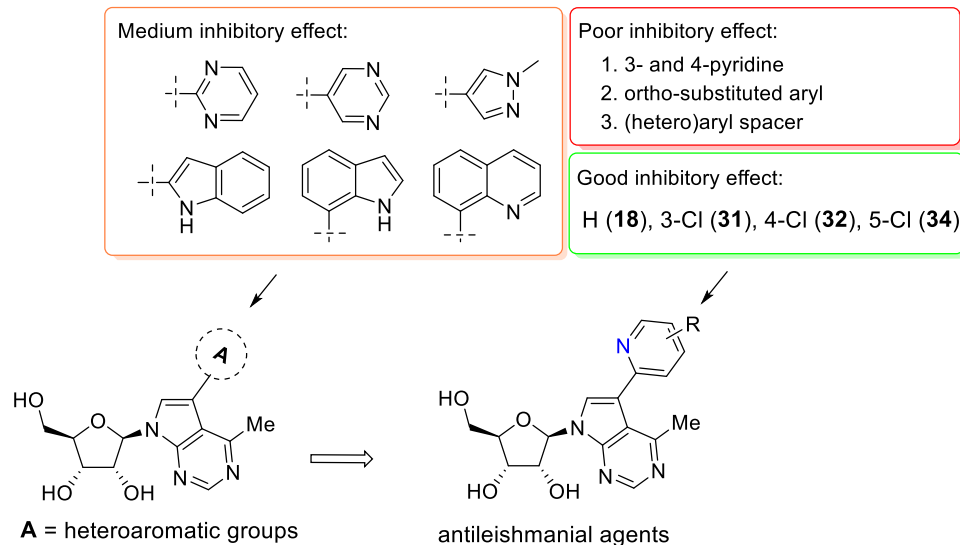 Medium inhibitory effect:
N
N
N
N
N
N
N
H
N
H
N
Poor inhibitory effect:
1. 3- and 4-pyridine
2. ortho-substituted aryl
3. (hetero)aryl spacer
Good inhibitory effect:
H (18), 3-Cl (31), 4-Cl (32), 5-Cl (34)
A
HO
O
N
Me
N
N
HO
OH
A = heteroaromatic groups
R
N
HO
O
N
Me
N
N
HO
OH
antileishmanial agents